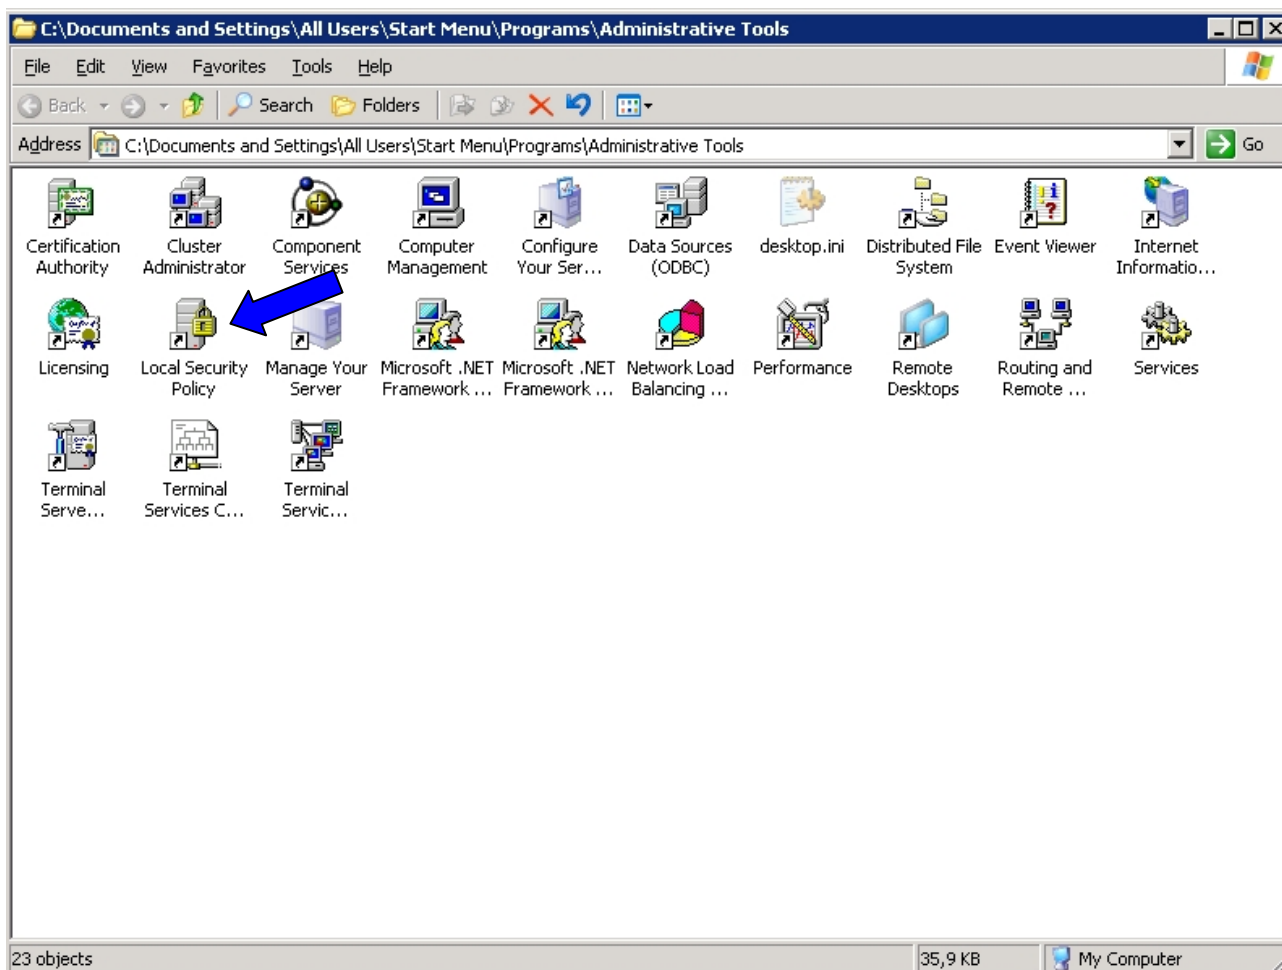 C:\Documents and Settings\All Users\Start Menu\Programs\Administrative Tools
File Edit View Favorites Tools Help
Back Search Folders
Address C:\Documents and Settings\All Users\Start Menu\Programs\Administrative Tools Go
Certification Authority
Cluster Administrator
Component Services
Computer Management
Configure Your Ser...
Data Sources (ODBC)
desktop.ini
Distributed File System
Event Viewer
Internet Informatio...
Licensing
Local Security Policy
Manage Your Server
Microsoft .NET Framework ...
Microsoft .NET Framework ...
Network Load Balancing ...
Performance
Remote Desktops
Routing and Remote ...
Services
Terminal Serve...
Terminal Services C...
Terminal Servic...
23 objects 35,9 KB My Computer